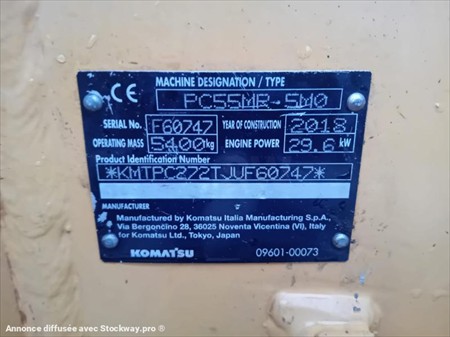 CE MACHINE DESIGNATION / TYPE
PC55MR-5M0
SERIAL No. F60747 YEAR OF CONSTRUCTION 2018
OPERATING MASS 5400 kg ENGINE POWER 29.6 kW
Product Identification Number
*KMTPC272TJUF60747*
MANUFACTURER
Manufactured by Komatsu Italia Manufacturing S.p.A.,
Via Bergoncino 28, 36025 Noventa Vicentina (VI), Italy
for Komatsu Ltd., Tokyo, Japan
KOMATSU 09601-00073
Annonce diffusée avec Stockway.pro ®